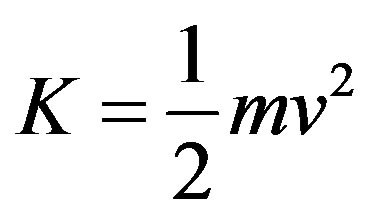 K = 1/2 mv²